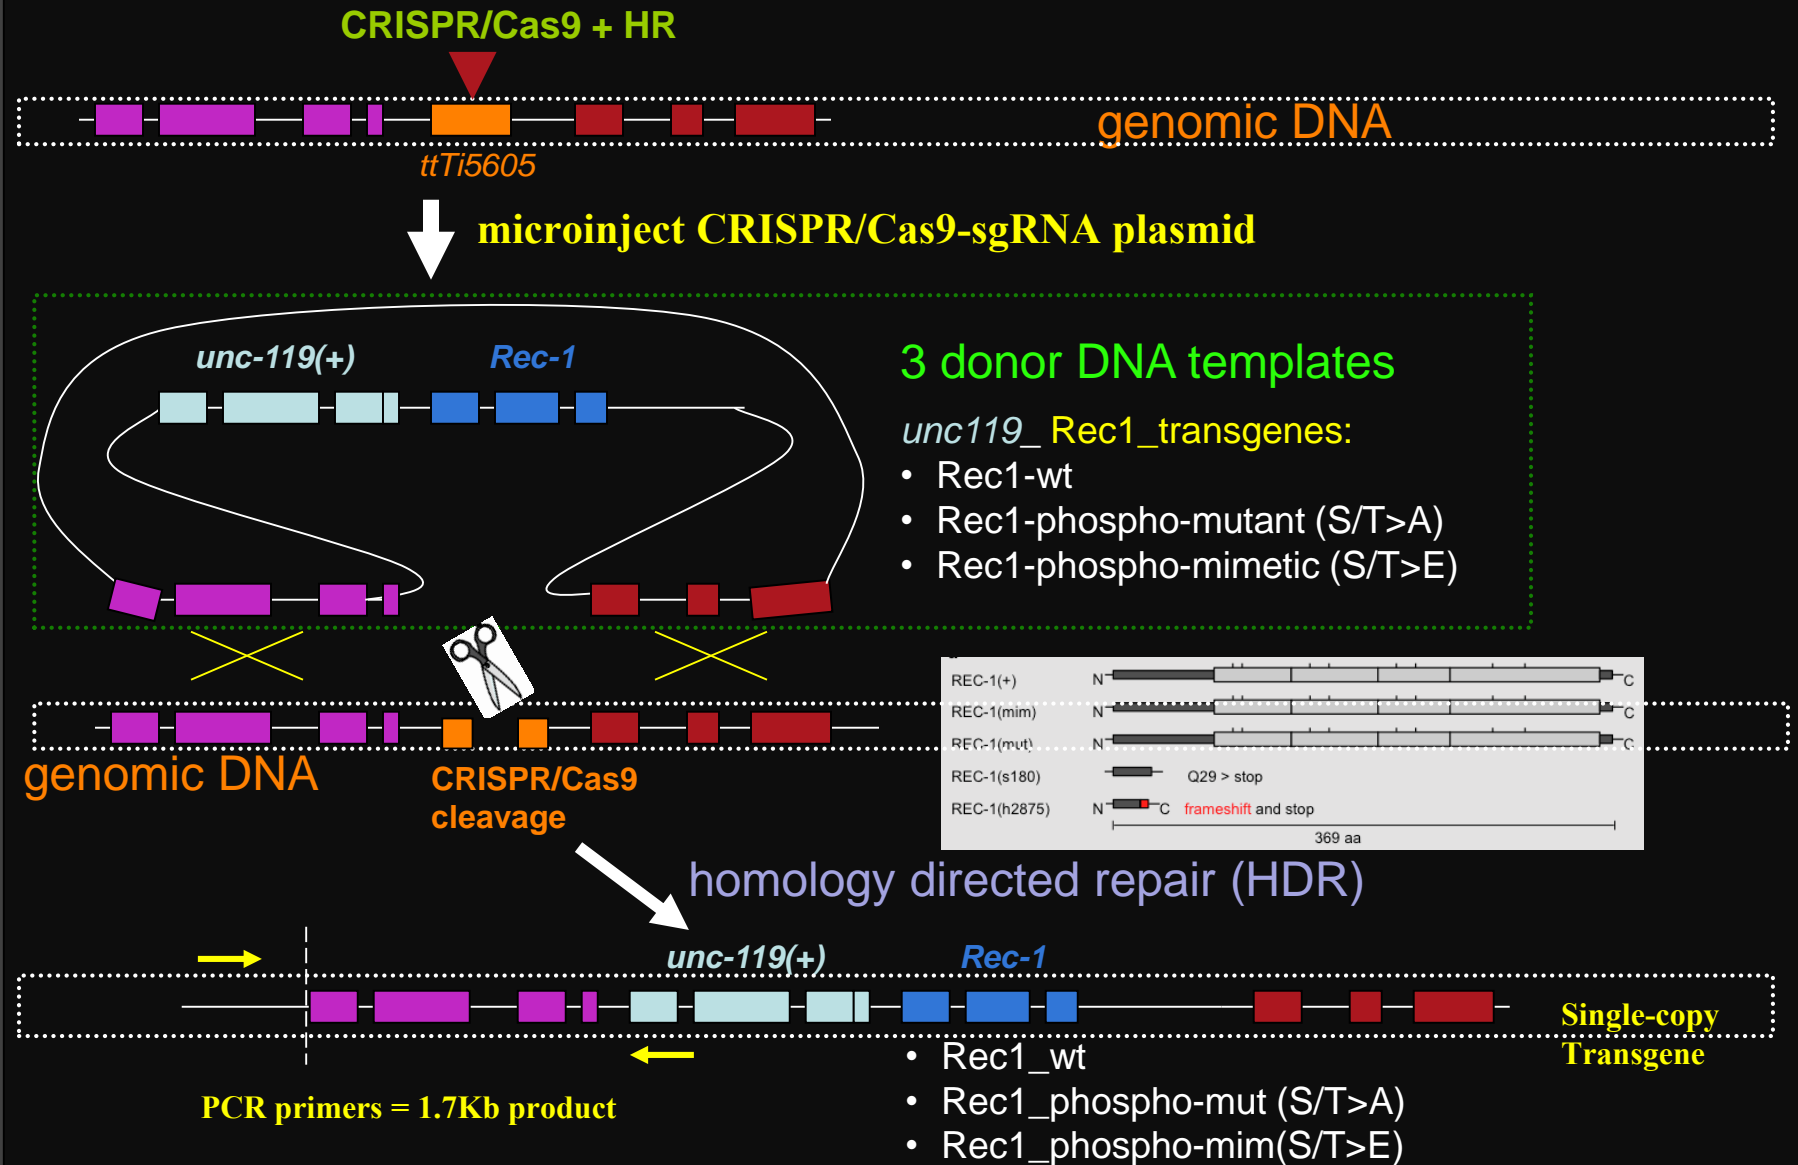 CRISPR/Cas9 + HR
genomic DNA
ttTi5605
microinject CRISPR/Cas9-sgRNA plasmid
unc-119(+) Rec-1
3 donor DNA templates
unc119_ Rec1_transgenes:
• Rec1-wt
• Rec1-phospho-mutant (S/T>A)
• Rec1-phospho-mimetic (S/T>E)
REC-1(+) N C
REC-1(mim) N C
REC-1(mut) N C
REC-1(s180) Q29 > stop
REC-1(h2875) N C frameshift and stop
369 aa
genomic DNA
CRISPR/Cas9
cleavage
homology directed repair (HDR)
unc-119(+) Rec-1
Single-copy
Transgene
PCR primers = 1.7Kb product
• Rec1_wt
• Rec1_phospho-mut (S/T>A)
• Rec1_phospho-mim(S/T>E)